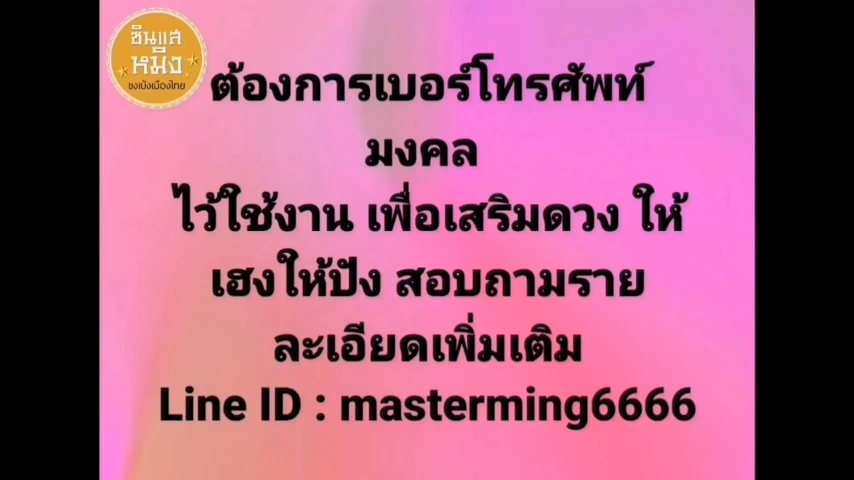 ซินแส
หมิง
ขงเบ้งเมืองไทย
ต้องการเบอร์โทรศัพท์
มงคล
ไว้ใช้งาน เพื่อเสริมดวง ให้
เฮงให้ปัง สอบถามราย
ละเอียดเพิ่มเติม
Line ID : masterming6666